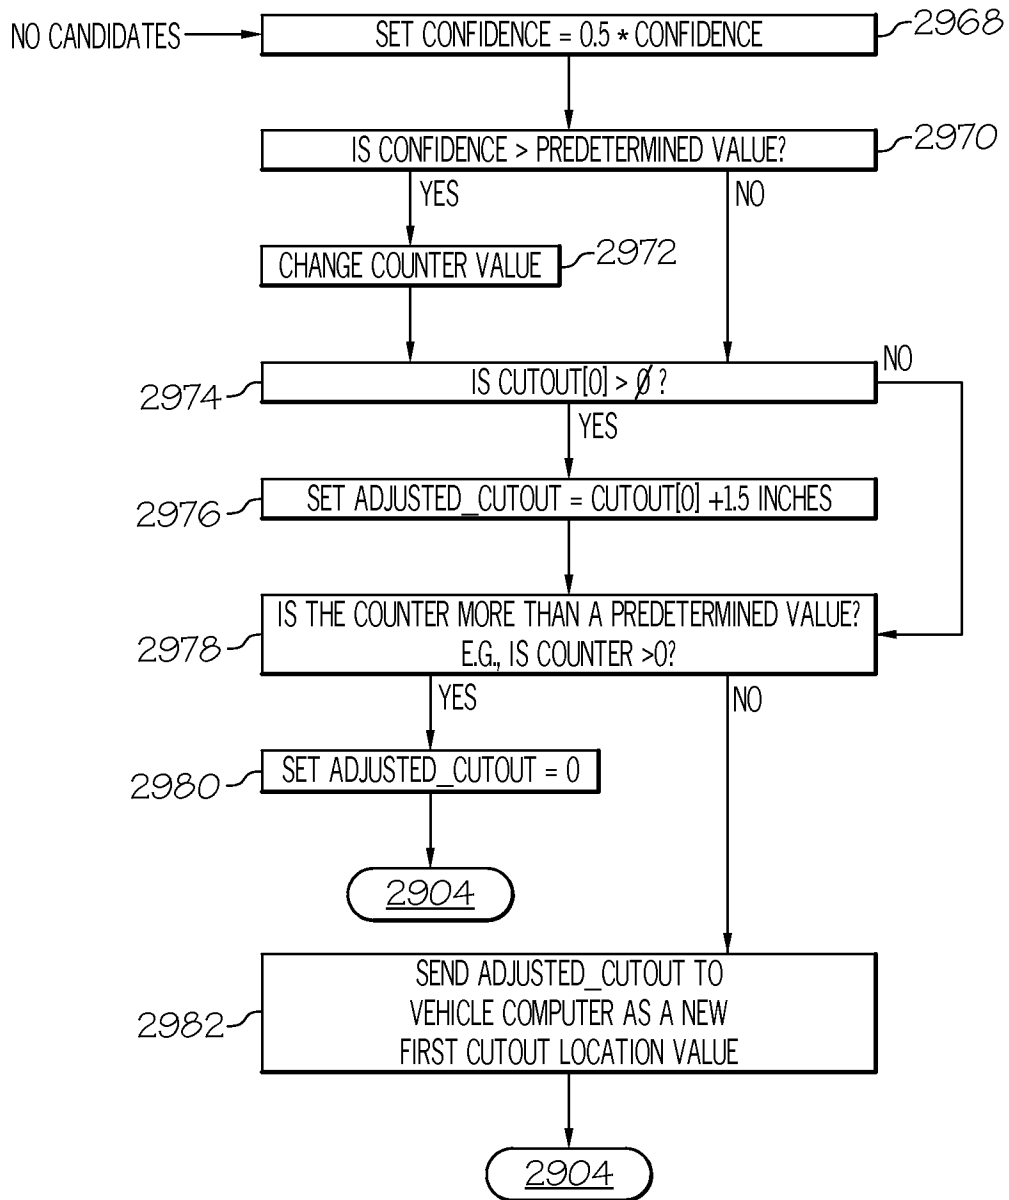 NO CANDIDATES
SET CONFIDENCE = 0.5 * CONFIDENCE
2968
IS CONFIDENCE > PREDETERMINED VALUE?
2970
YES
NO
CHANGE COUNTER VALUE
2972
NO
IS CUTOUT[0] > 0̸ ?
2974
YES
SET ADJUSTED_CUTOUT = CUTOUT[0] +1.5 INCHES
2976
IS THE COUNTER MORE THAN A PREDETERMINED VALUE?
E.G., IS COUNTER >0?
2978
YES
NO
SET ADJUSTED_CUTOUT = 0
2980
2904
SEND ADJUSTED_CUTOUT TO
VEHICLE COMPUTER AS A NEW
FIRST CUTOUT LOCATION VALUE
2982
2904